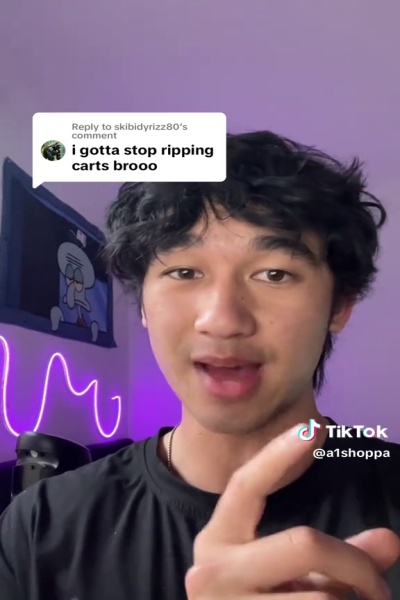 Reply to skibidyrizz80's
comment
i gotta stop ripping
carts brooo
TikTok
@a1shoppa